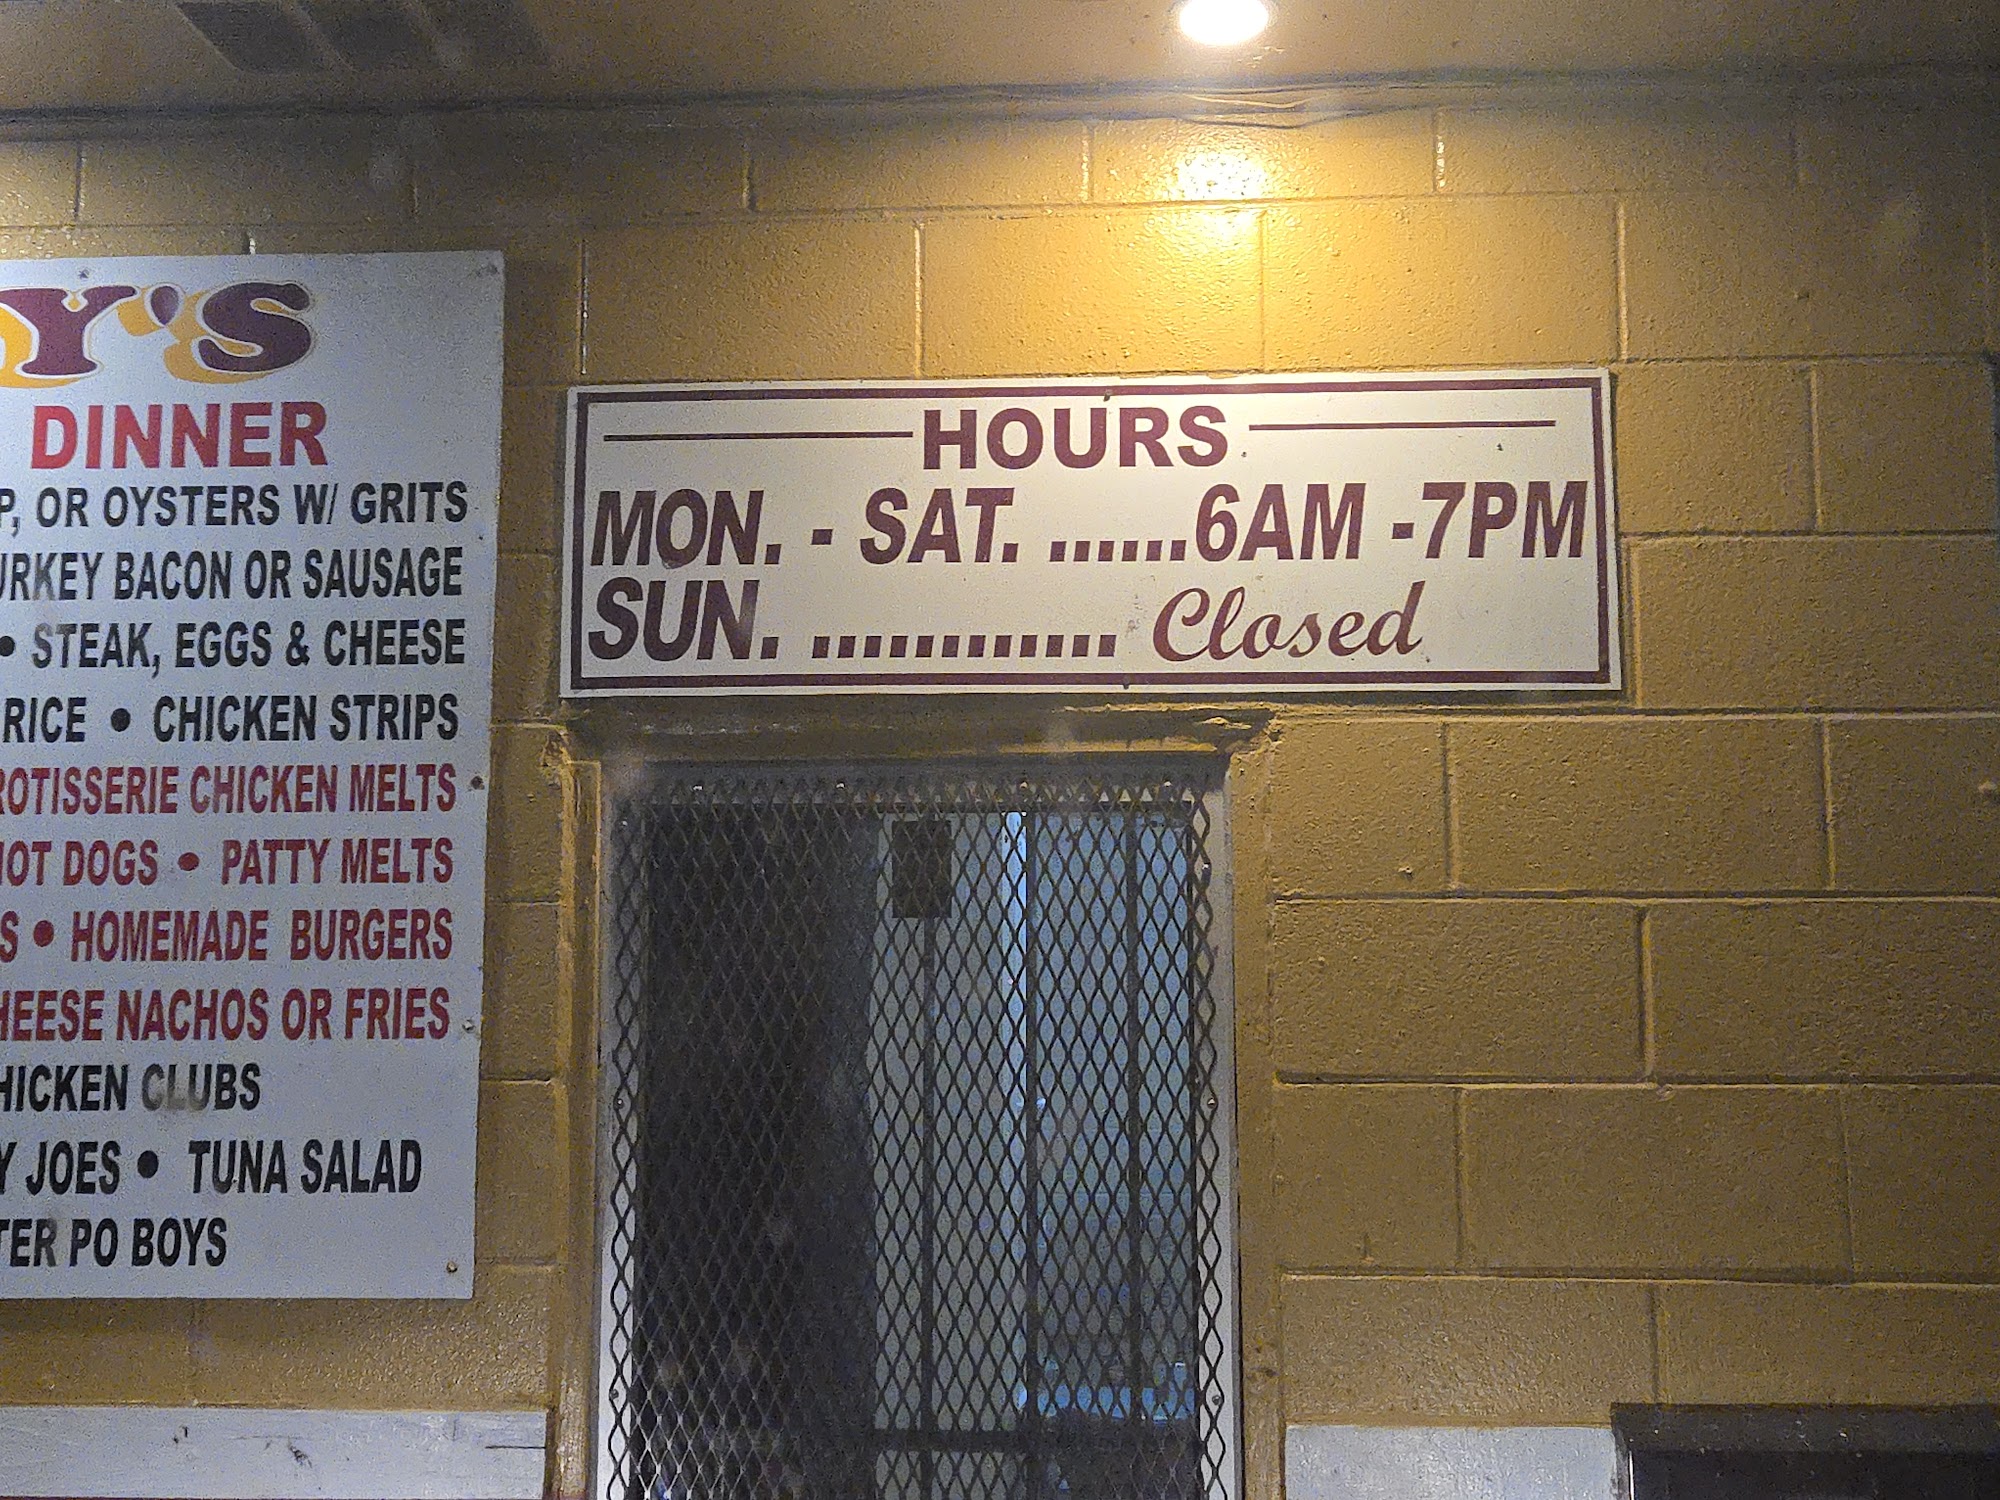 Y'S
DINNER
P, OR OYSTERS W/ GRITS
URKEY BACON OR SAUSAGE
• STEAK, EGGS & CHEESE
RICE • CHICKEN STRIPS
ROTISSERIE CHICKEN MELTS
HOT DOGS • PATTY MELTS
S • HOMEMADE BURGERS
HEESE NACHOS OR FRIES
HICKEN CLUBS
Y JOES • TUNA SALAD
TER PO BOYS
HOURS
MON. - SAT. ......6AM -7PM
SUN. ............ Closed